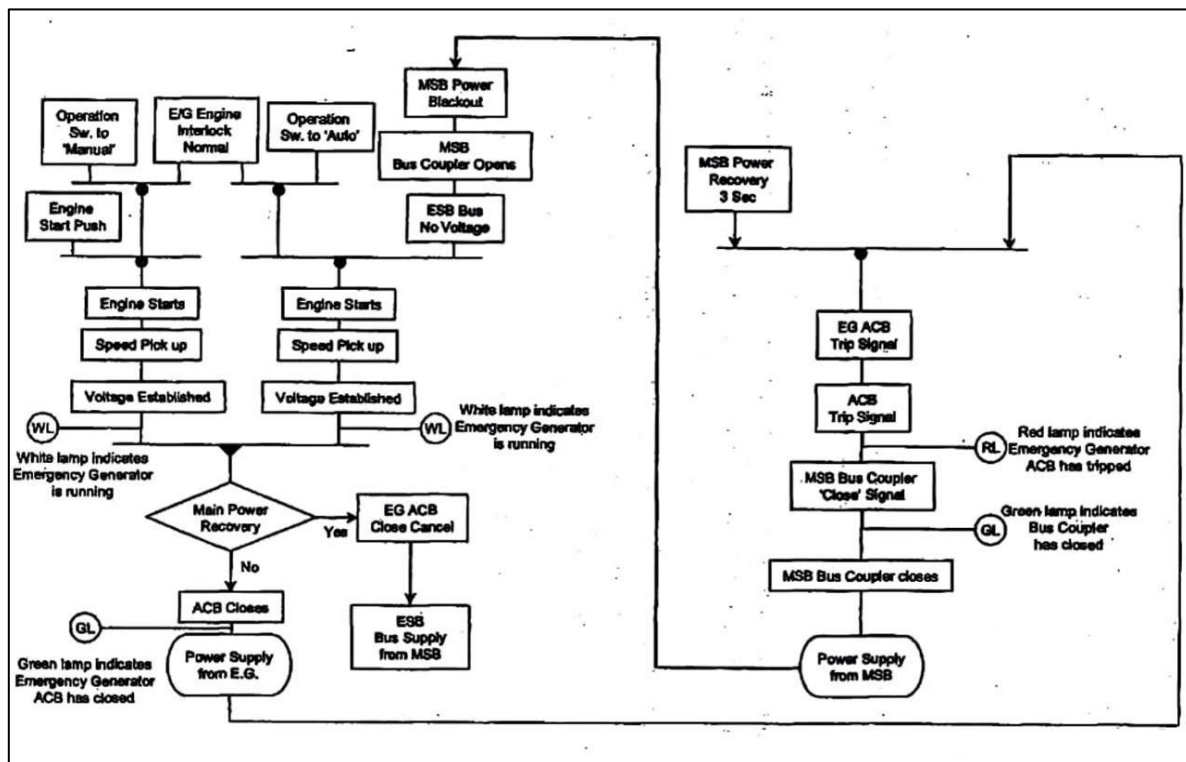 MSB Power
Blackout
Operation
Sw. to
'Manual'
E/G Engine
Interlock
Normal
Operation
Sw. to 'Auto'
MSB
Bus Coupler Opens
MSB Power
Recovery
3 Sec
Engine
Start Push
ESB Bus
No Voltage
Engine Starts
Engine Starts
Speed Pick up
Speed Pick up
EG ACB
Trip Signal
Voltage Established
Voltage Established
ACB
Trip Signal
WL
White lamp indicates
Emergency Generator
is running
WL
White lamp indicates
Emergency Generator
is running
RL
Red lamp indicates
Emergency Generator
ACB has tripped
Main Power
Recovery
Yes
EG ACB
Close Cancel
MSB Bus Coupler
'Close' Signal
GL
Green lamp indicates
Bus Coupler
has closed
No
MSB Bus Coupler closes
ACB Closes
ESB
Bus Supply
from MSB
GL
Green lamp indicates
Emergency Generator
ACB has closed
Power Supply
from E.G.
Power Supply
from MSB